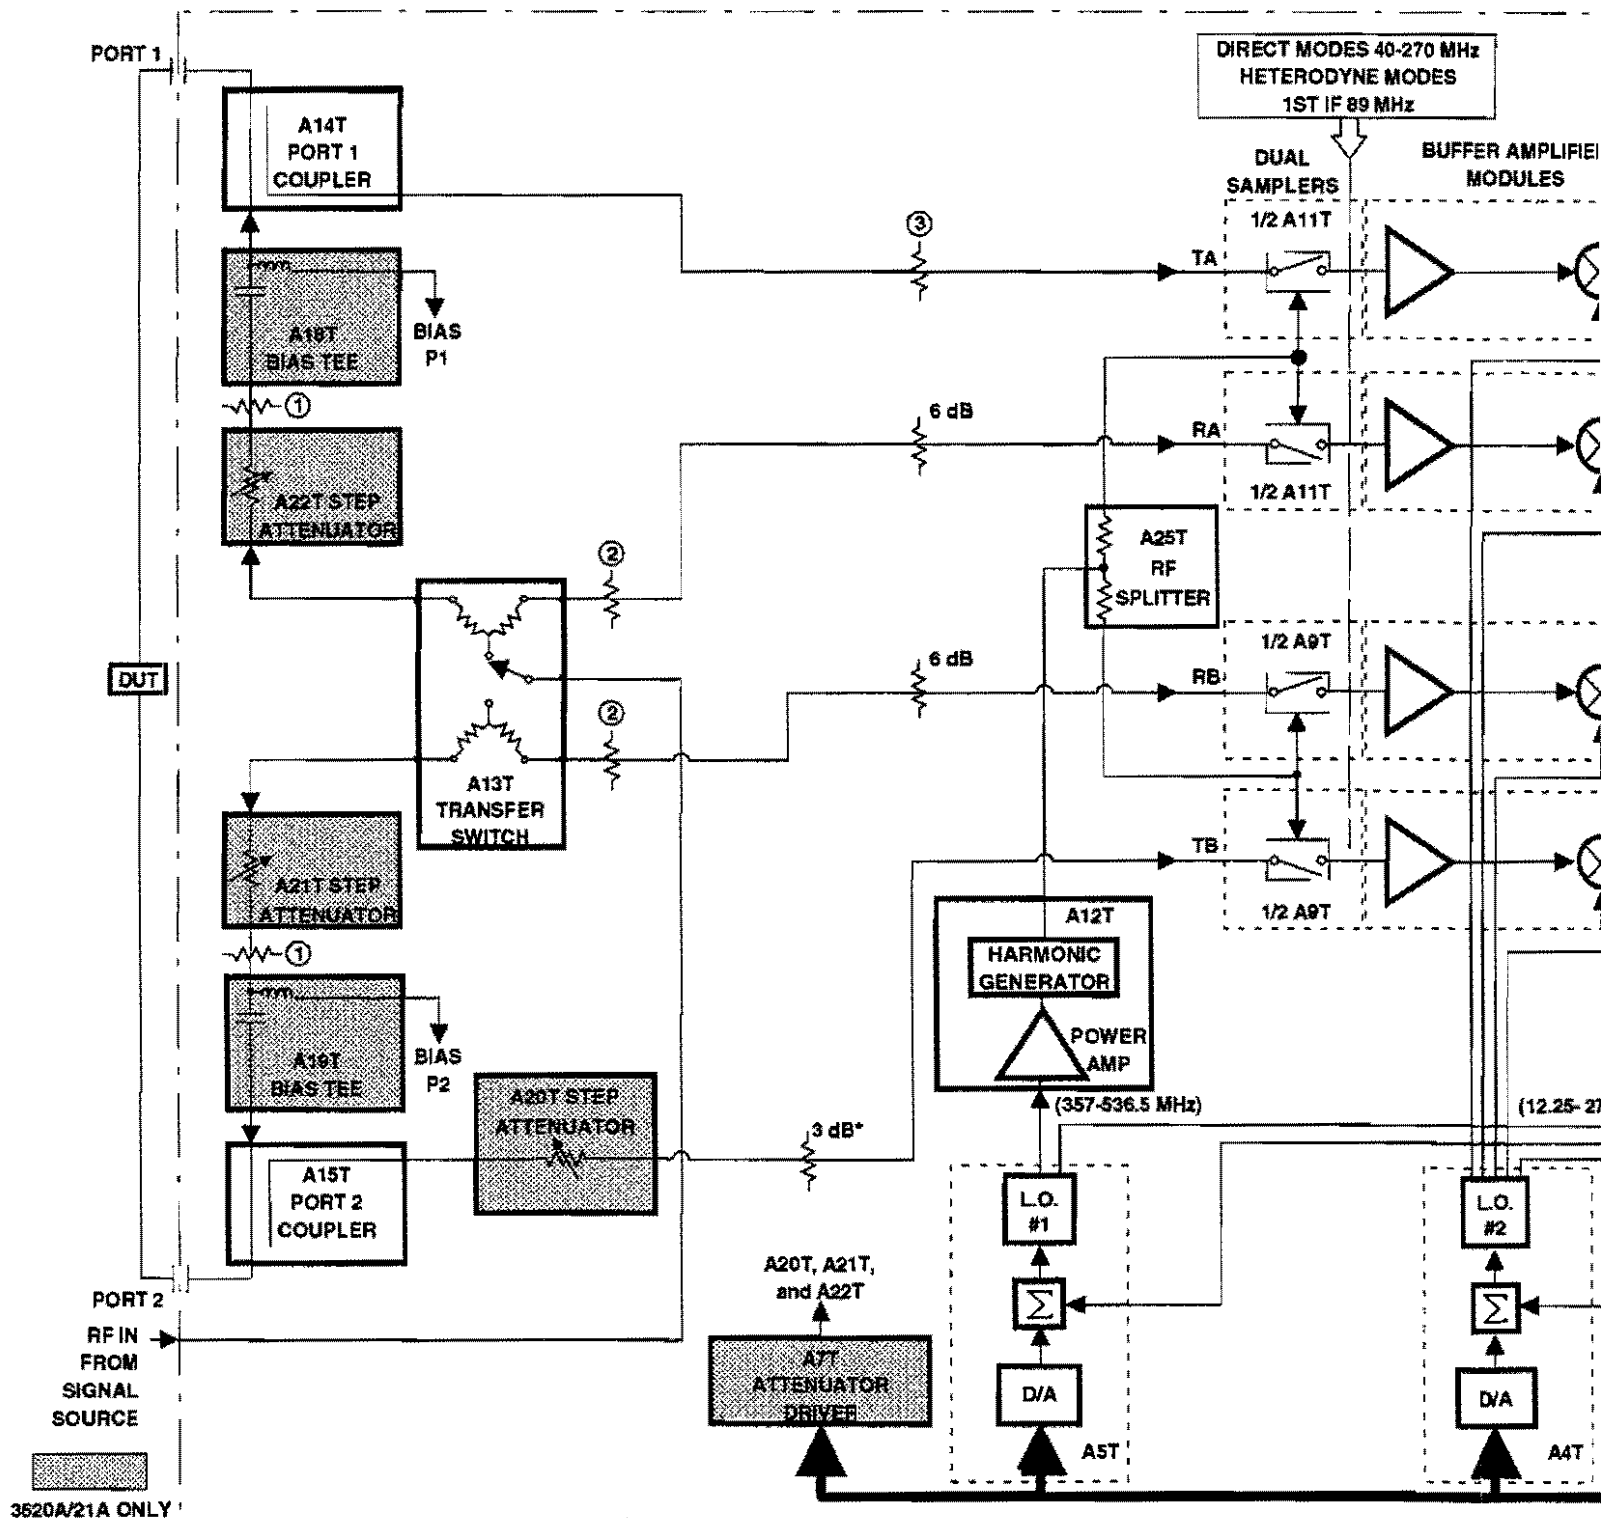 PORT 1
DIRECT MODES 40-270 MHz
HETERODYNE MODES
1ST IF 89 MHz
A14T
PORT 1
COUPLER
DUAL
SAMPLERS
BUFFER AMPLIFIE
MODULES
3
TA
1/2 A11T
A18T
BIAS TEE
BIAS
P1
1
6 dB
RA
1/2 A11T
A22T STEP
ATTENUATOR
2
A25T
RF
SPLITTER
DUT
6 dB
RB
1/2 A9T
2
A13T
TRANSFER
SWITCH
TB
1/2 A9T
A21T STEP
ATTENUATOR
1
A12T
HARMONIC
GENERATOR
POWER
AMP
A19T
BIAS TEE
BIAS
P2
A20T STEP
ATTENUATOR
3 dB*
(357-536.5 MHz)
(12.25- 27
A15T
PORT 2
COUPLER
L.O.
#1
L.O.
#2
A20T, A21T,
and A22T
Σ
Σ
PORT 2
RF IN
FROM
SIGNAL
SOURCE
A7T
ATTENUATOR
DRIVER
D/A
D/A
A5T
A4T
3520A/21A ONLY